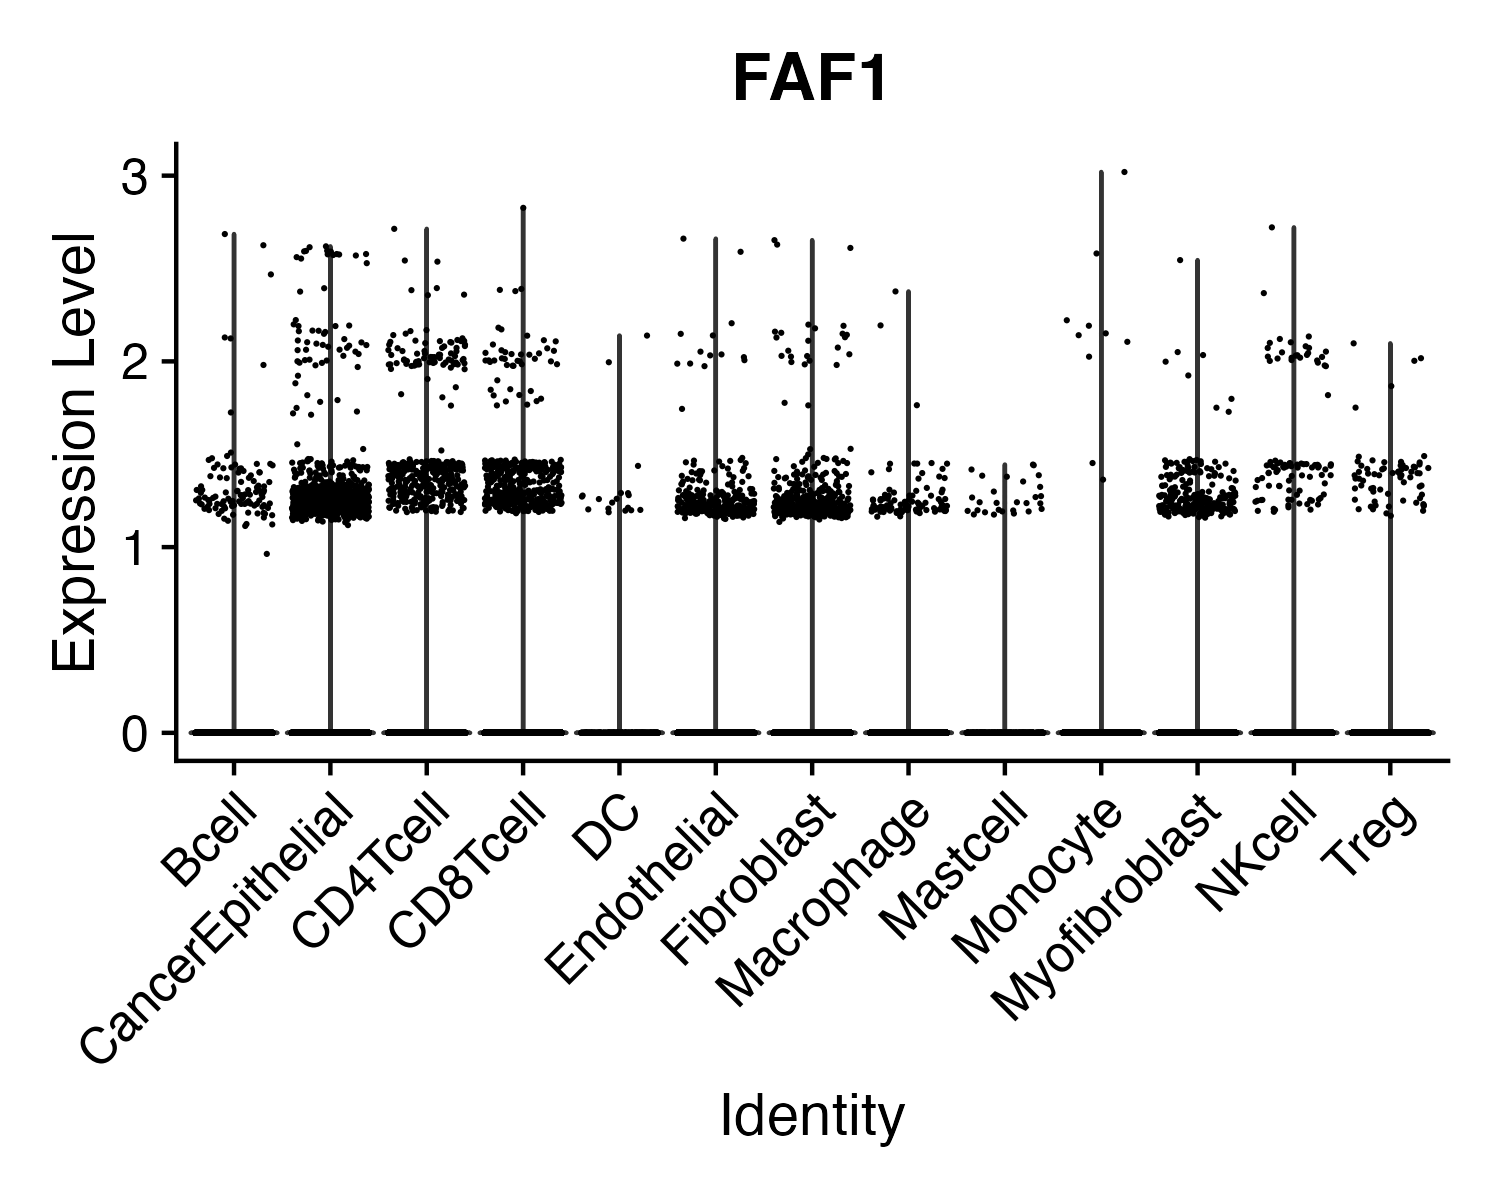 FAF1
Expression Level
3
2
1
0
Bcell
CancerEpithelial
CD4Tcell
CD8Tcell
DC
Endothelial
Fibroblast
Macrophage
Mastcell
Monocyte
Myofibroblast
NKcell
Treg
Identity